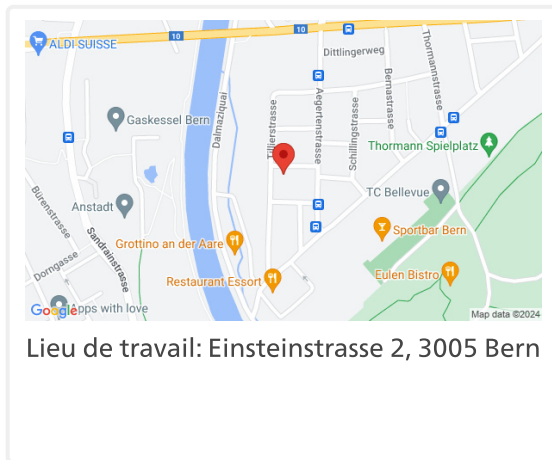 10
10
ALDI SUISSE
Dittlingerweg
Thormannstrasse
Bernastrasse
Dalmaziquai
Tillierstrasse
Aegertenstrasse
Schillingstrasse
Gaskessel Bern
Thormann Spielplatz
TC Bellevue
Bürenstrasse
Anstadt
Sandrainstrasse
Grottino an der Aare
Sportbar Bern
Dorngasse
Restaurant Essort
Eulen Bistro
Apps with love
Google
Map data ©2024
Lieu de travail: Einsteinstrasse 2, 3005 Bern